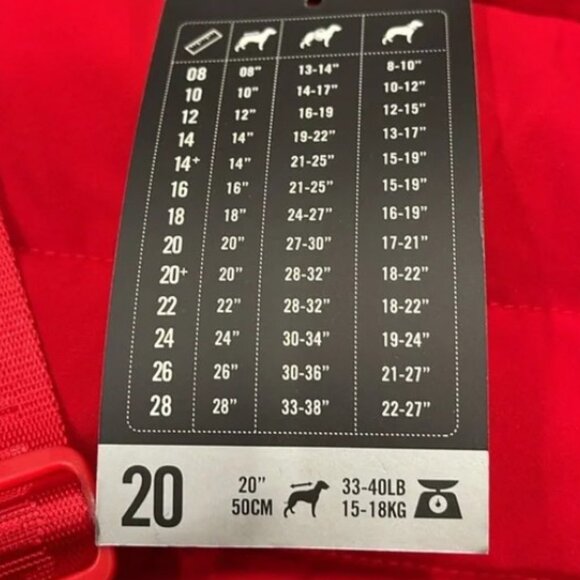 08 08" 13-14" 8-10"
10 10" 14-17" 10-12"
12 12" 16-19 12-15"
14 14" 19-22" 13-17"
14+ 14" 21-25" 15-19"
16 16" 21-25" 15-19"
18 18" 24-27" 16-19"
20 20" 27-30" 17-21"
20+ 20" 28-32" 18-22"
22 22" 28-32" 18-22"
24 24" 30-34" 19-24"
26 26" 30-36" 21-27"
28 28" 33-38" 22-27"
20 20" 33-40LB
50CM 15-18KG